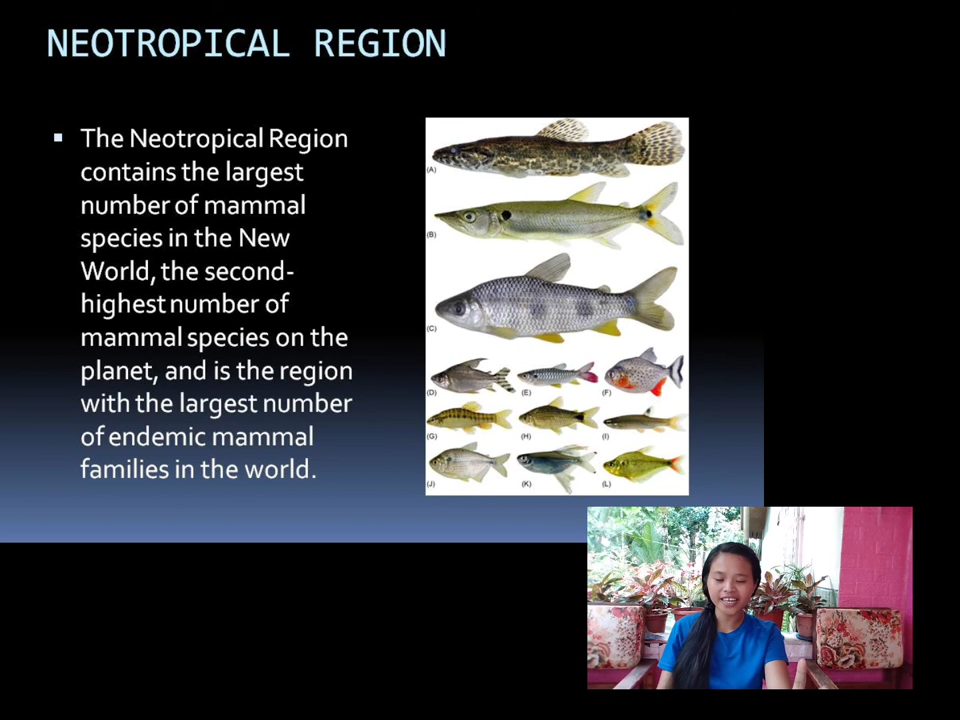 NEOTROPICAL REGION
The Neotropical Region
contains the largest
number of mammal
species in the New
World, the second-
highest number of
mammal species on the
planet, and is the region
with the largest number
of endemic mammal
families in the world.
(A)
(B)
(C)
(D) (E) (F)
(G) (H) (I)
(J) (K) (L)